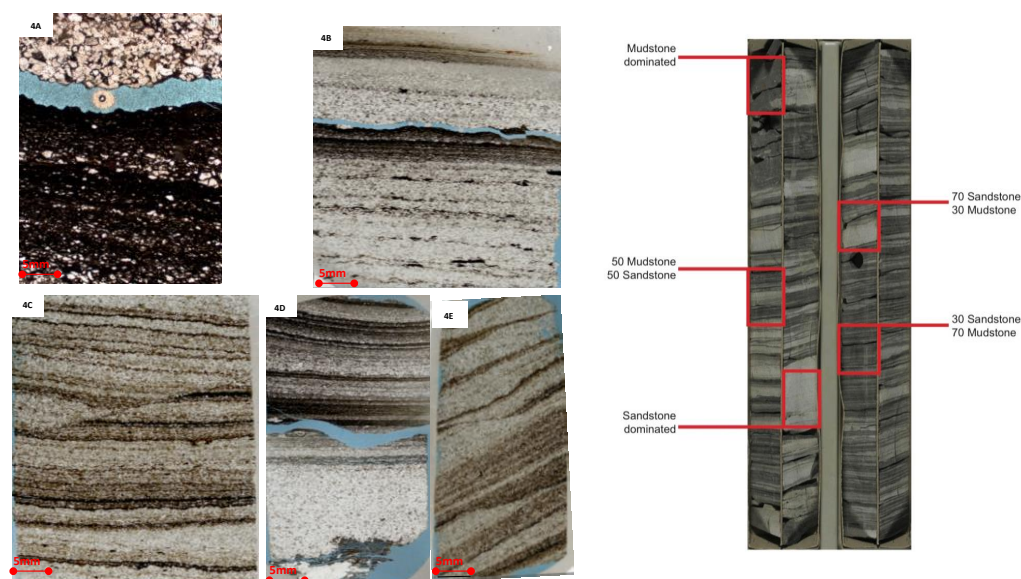 4A
5mm
4B
5mm
4C
5mm
4D
5mm
4E
5mm
Mudstone
dominated
50 Mudstone
50 Sandstone
Sandstone
dominated
70 Sandstone
30 Mudstone
30 Sandstone
70 Mudstone